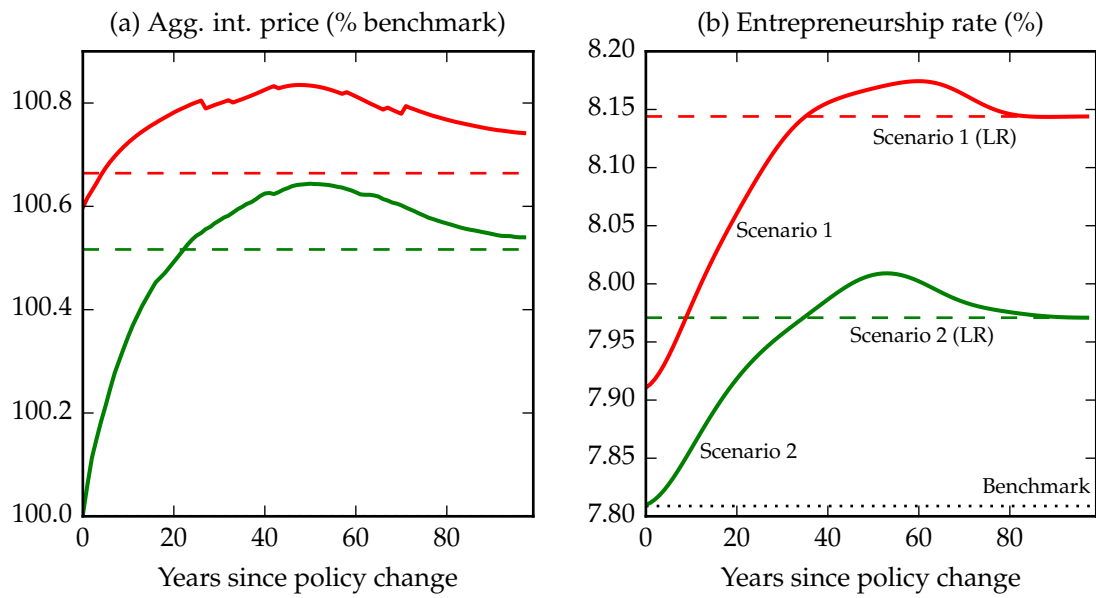 (a) Agg. int. price (% benchmark)
100.8
100.6
100.4
100.2
100.0
0 20 40 60 80
Years since policy change
(b) Entrepreneurship rate (%)
8.20
8.15
8.10
8.05
8.00
7.95
7.90
7.85
7.80
Scenario 1 (LR)
Scenario 1
Scenario 2 (LR)
Scenario 2
Benchmark
0 20 40 60 80
Years since policy change